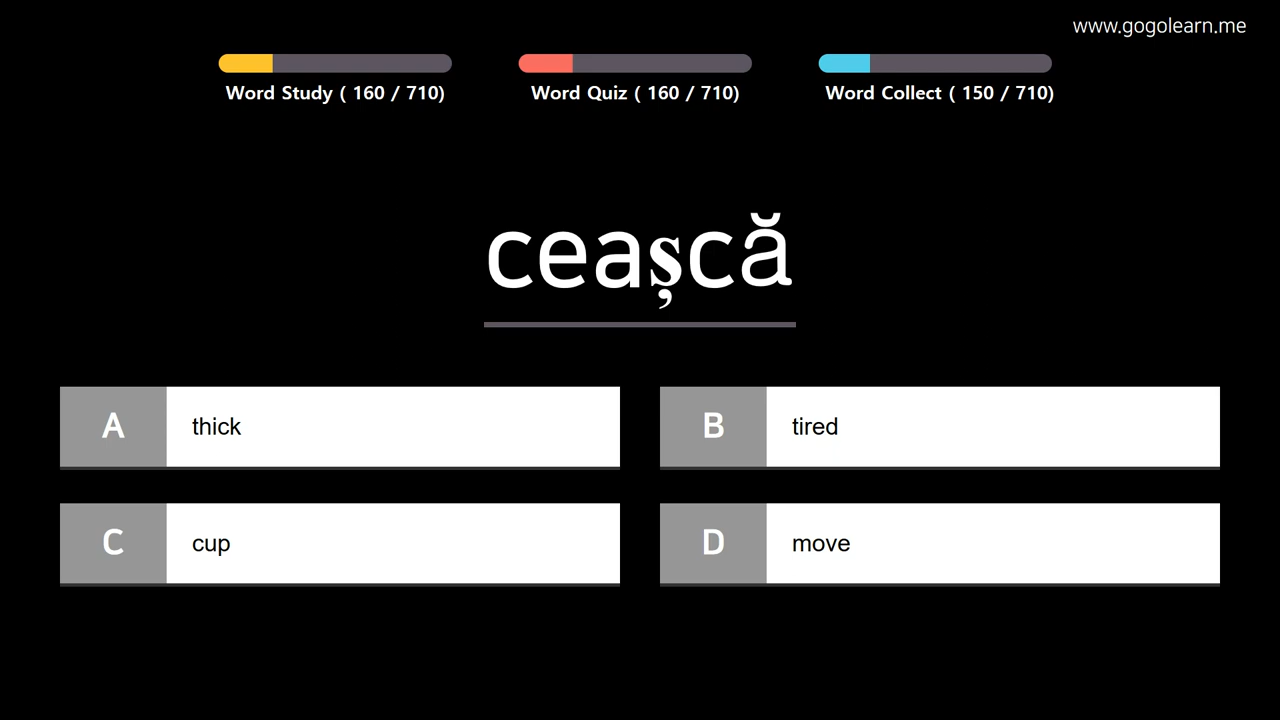 www.gogolearn.me
Word Study ( 160 / 710)
Word Quiz ( 160 / 710)
Word Collect ( 150 / 710)
ceașcă
A thick
B tired
C cup
D move